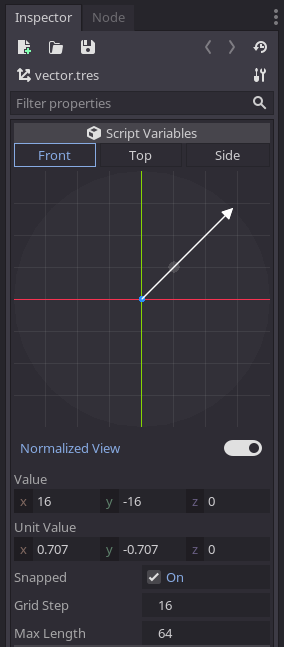 Inspector Node
vector.tres
Filter properties
Script Variables
Front Top Side
Normalized View
Value
x 16 y -16 z 0
Unit Value
x 0.707 y -0.707 z 0
Snapped On
Grid Step 16
Max Length 64